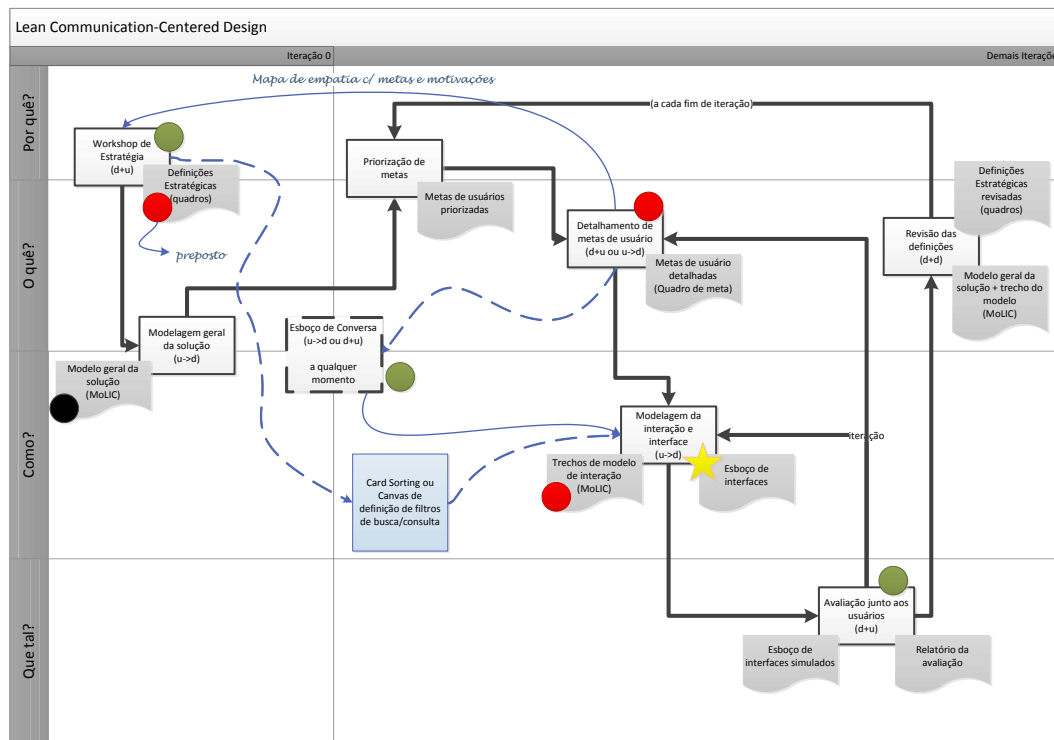 Lean Communication-Centered Design
Iteração 0
Demais Iteraçõe
Por quê?
Mapa de empatia c/ metas e motivações
(a cada fim de iteração)
Workshop de
Estratégia
(d+u)
Definições
Estratégicas
(quadros)
preposto
Priorização de
metas
Metas de usuários
priorizadas
Definições
Estratégicas
revisadas
(quadros)
O quê?
Detalhamento de
metas de usuário
(d+u ou u->d)
Metas de usuário
detalhadas
(Quadro de meta)
Revisão das
definições
(d+d)
Modelo geral da
solução + trecho do
modelo
(MoLIC)
Modelagem geral
da solução
(u->d)
Modelo geral da
solução
(MoLIC)
Esboço de Conversa
(u->d ou d+u)
a qualquer
momento
Como?
Modelagem da
interação e
interface
(u->d)
iteração
Trechos de modelo
de interação
(MoLIC)
Esboço de
interfaces
Card Sorting ou
Canvas de
definição de filtros
de busca/consulta
Que tal?
Avaliação junto aos
usuários
(d+u)
Esboço de
interfaces simulados
Relatório da
avaliação